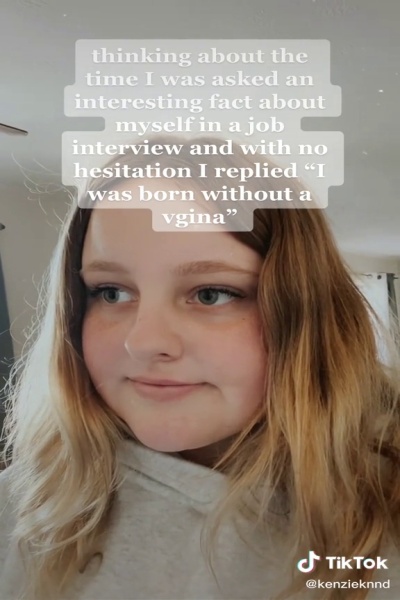 thinking about the
time I was asked an
interesting fact about
myself in a job
interview and with no
hesitation I replied “I
was born without a
vgina”
TikTok
@kenzieknnd